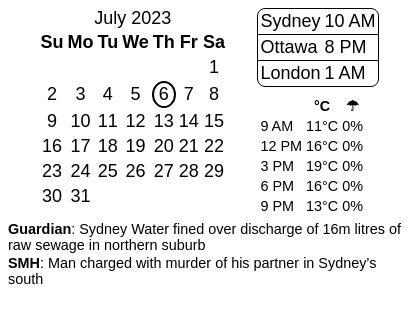 July 2023
Su Mo Tu We Th Fr Sa
1
2 3 4 5 6 7 8
9 10 11 12 13 14 15
16 17 18 19 20 21 22
23 24 25 26 27 28 29
30 31
Sydney 10 AM
Ottawa 8 PM
London 1 AM
°C ☂
9 AM 11°C 0%
12 PM 16°C 0%
3 PM 19°C 0%
6 PM 16°C 0%
9 PM 13°C 0%
Guardian: Sydney Water fined over discharge of 16m litres of
raw sewage in northern suburb
SMH: Man charged with murder of his partner in Sydney's
south